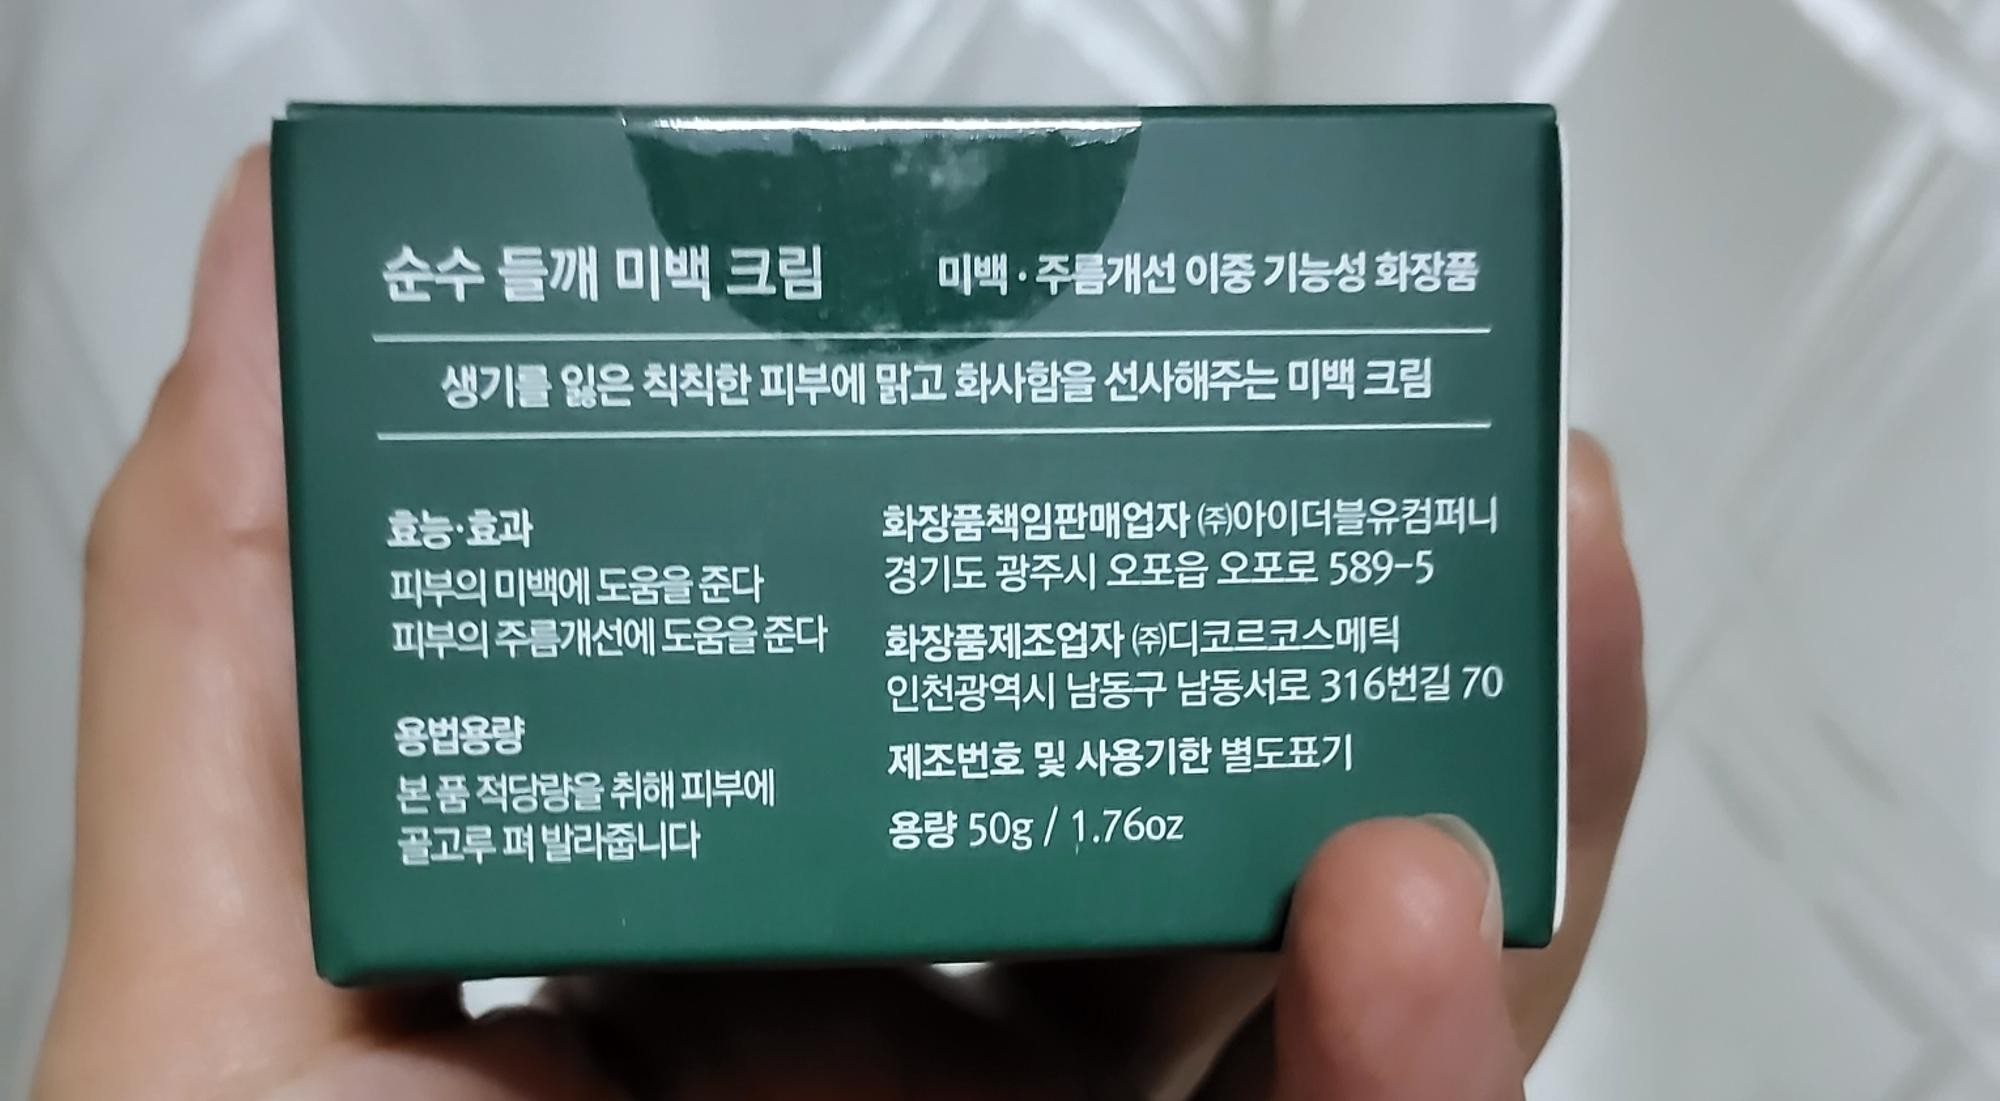 순수 들깨 미백 크림
미백·주름개선 이중 기능성 화장품
생기를 잃은 칙칙한 피부에 맑고 화사함을 선사해주는 미백 크림
효능·효과
피부의 미백에 도움을 준다
피부의 주름개선에 도움을 준다
용법용량
본 품 적당량을 취해 피부에
골고루 펴 발라줍니다
화장품책임판매업자 ㈜아이더블유컴퍼니
경기도 광주시 오포읍 오포로 589-5
화장품제조업자 ㈜디코르코스메틱
인천광역시 남동구 남동서로 316번길 70
제조번호 및 사용기한 별도표기
용량 50g / 1.76oz